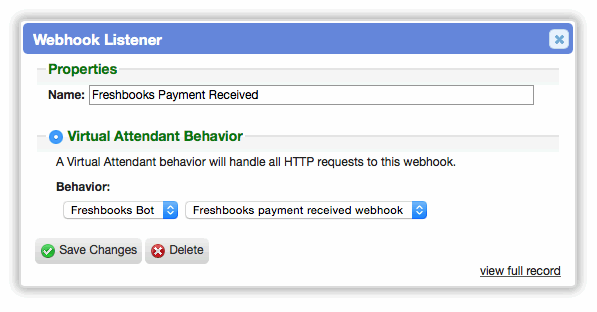 Webhook Listener
Properties
Name: Freshbooks Payment Received
Virtual Attendant Behavior
A Virtual Attendant behavior will handle all HTTP requests to this webhook.
Behavior:
Freshbooks Bot Freshbooks payment received webhook
Save Changes Delete
view full record